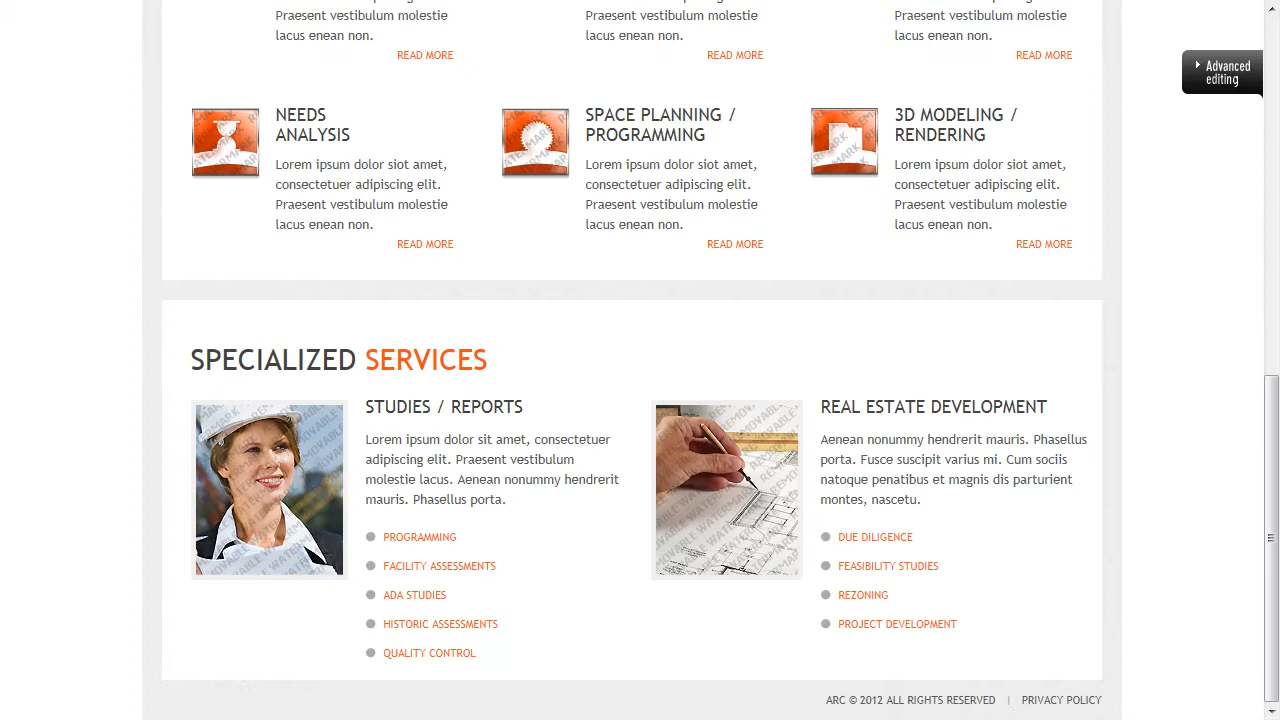 Praesent vestibulum molestie
lacus enean non.
READ MORE
Praesent vestibulum molestie
lacus enean non.
READ MORE
Praesent vestibulum molestie
lacus enean non.
READ MORE
Advanced
editing
NEEDS
ANALYSIS
Lorem ipsum dolor siot amet,
consectetuer adipiscing elit.
Praesent vestibulum molestie
lacus enean non.
READ MORE
SPACE PLANNING /
PROGRAMMING
Lorem ipsum dolor siot amet,
consectetuer adipiscing elit.
Praesent vestibulum molestie
lacus enean non.
READ MORE
3D MODELING /
RENDERING
Lorem ipsum dolor siot amet,
consectetuer adipiscing elit.
Praesent vestibulum molestie
lacus enean non.
READ MORE
SPECIALIZED SERVICES
STUDIES / REPORTS
Lorem ipsum dolor sit amet, consectetuer
adipiscing elit. Praesent vestibulum
molestie lacus. Aenean nonummy hendrerit
mauris. Phasellus porta.
PROGRAMMING
FACILITY ASSESSMENTS
ADA STUDIES
HISTORIC ASSESSMENTS
QUALITY CONTROL
REAL ESTATE DEVELOPMENT
Aenean nonummy hendrerit mauris. Phasellus
porta. Fusce suscipit varius mi. Cum sociis
natoque penatibus et magnis dis parturient
montes, nascetu.
DUE DILIGENCE
FEASIBILITY STUDIES
REZONING
PROJECT DEVELOPMENT
ARC © 2012 ALL RIGHTS RESERVED | PRIVACY POLICY